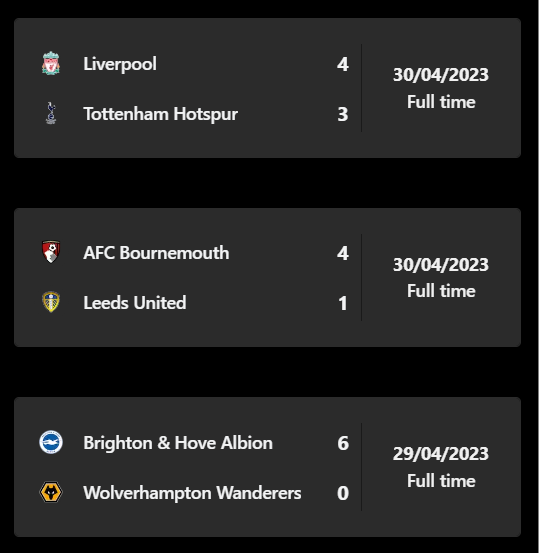 Liverpool 4
Tottenham Hotspur 3
30/04/2023
Full time
AFC Bournemouth 4
Leeds United 1
30/04/2023
Full time
Brighton & Hove Albion 6
Wolverhampton Wanderers 0
29/04/2023
Full time